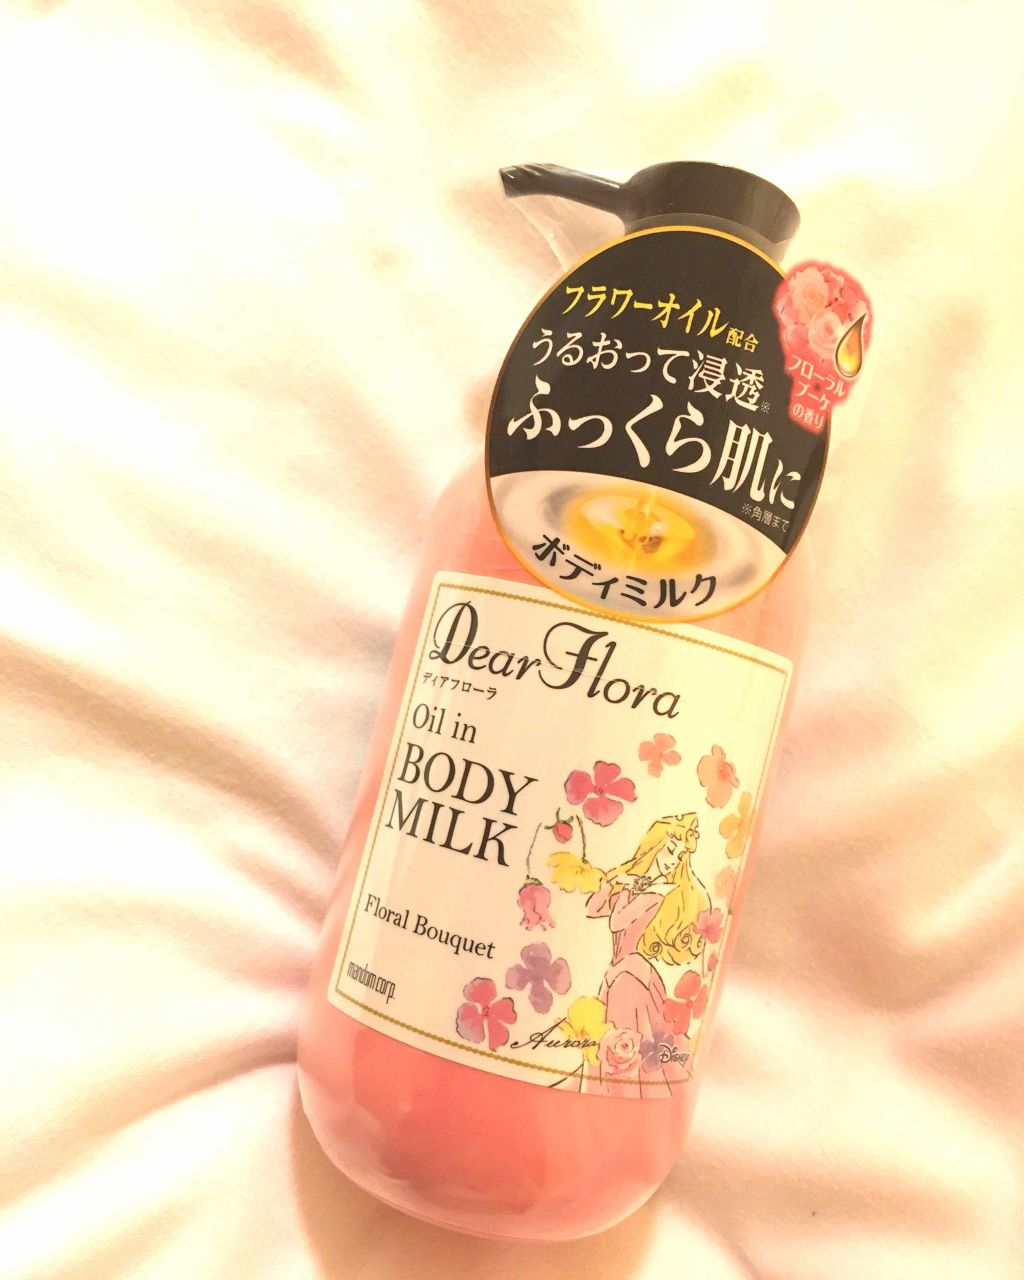 フラワーオイル配合
うるおって浸透※
ふっくら肌に
※角層まで
ボディミルク
フローラル
ブーケ
の香り
Dear Flora
ディアフローラ
Oil in
BODY
MILK
Floral Bouquet
mandom corp.
Aurora
Disney